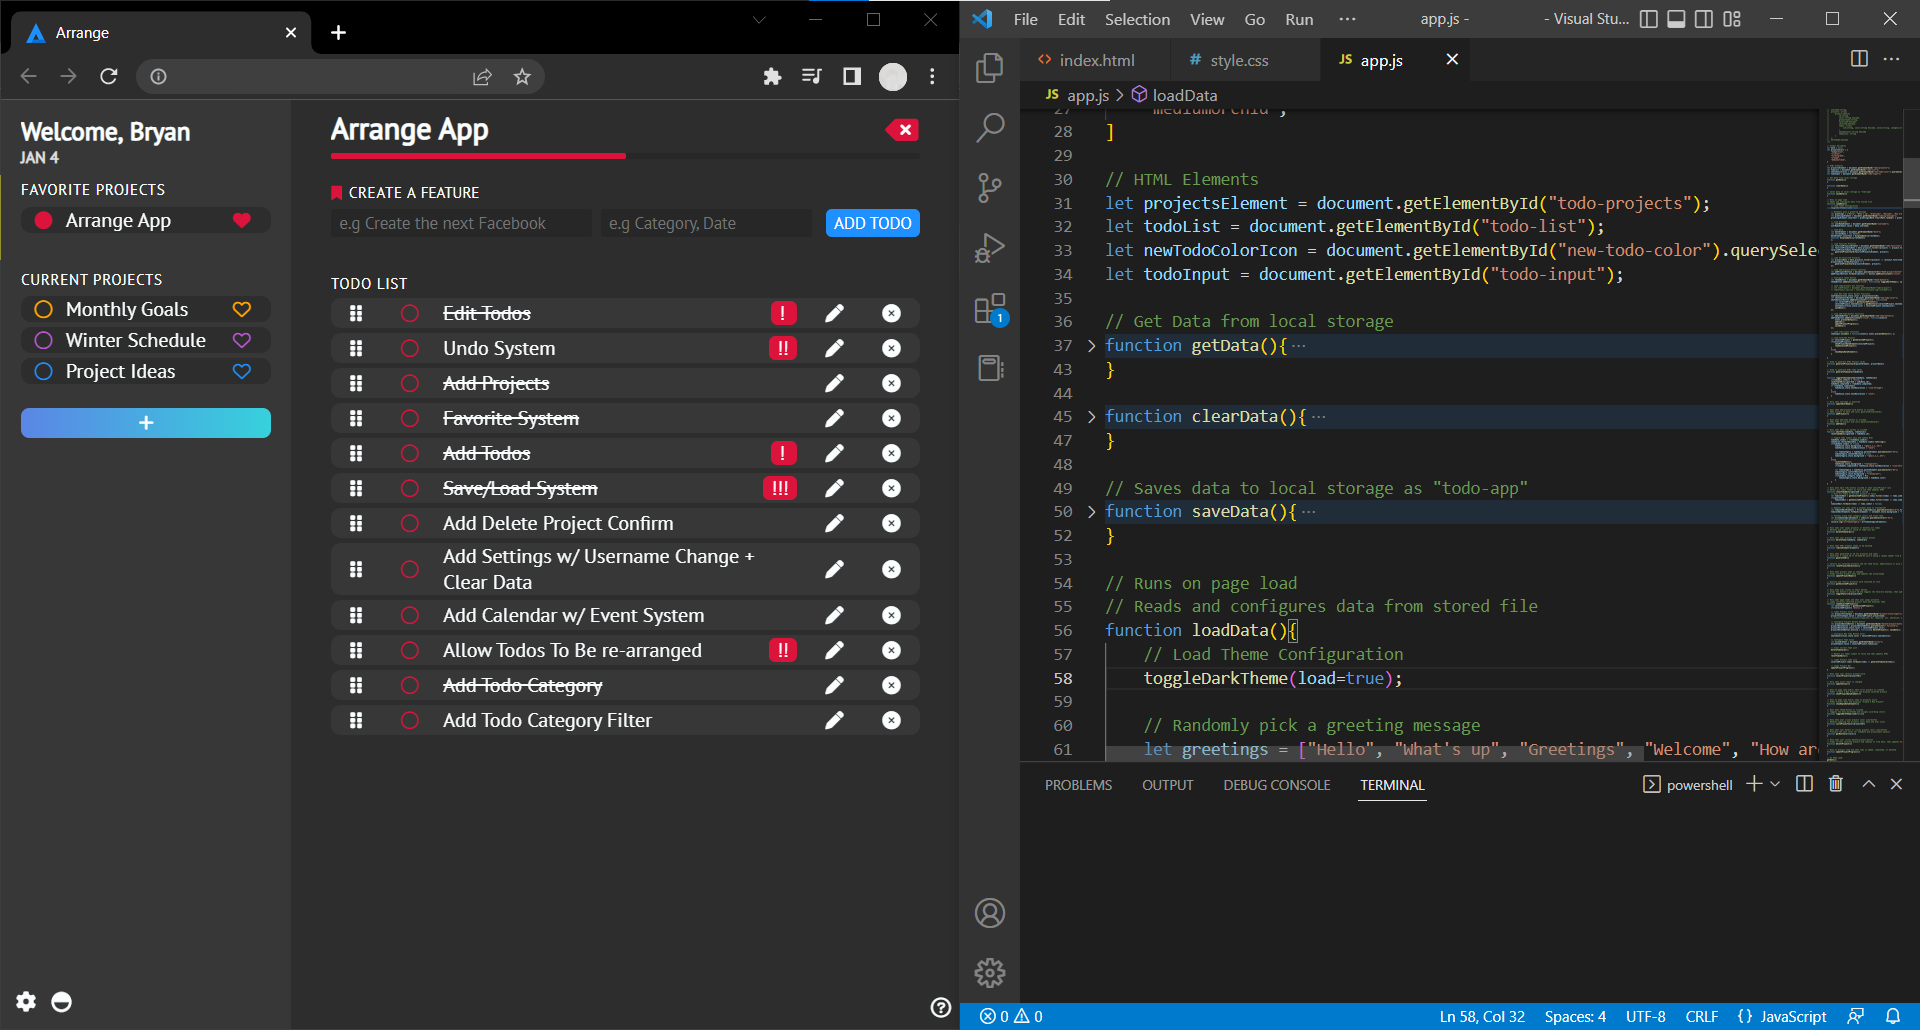 Arrange
Welcome, Bryan
JAN 4
FAVORITE PROJECTS
Arrange App
CURRENT PROJECTS
Monthly Goals
Winter Schedule
Project Ideas
+
Arrange App
CREATE A FEATURE
e.g Create the next Facebook
e.g Category, Date
ADD TODO
TODO LIST
Edit Todos !
Undo System !!
Add Projects
Favorite System
Add Todos !
Save/Load System !!!
Add Delete Project Confirm
Add Settings w/ Username Change +
Clear Data
Add Calendar w/ Event System
Allow Todos To Be re-arranged !!
Add Todo Category
Add Todo Category Filter
File Edit Selection View Go Run ··· app.js - - Visual Stu...
<> index.html # style.css JS app.js
JS app.js > loadData
1
27 "mediumorchid",
28 ]
29
30 // HTML Elements
31 let projectsElement = document.getElementById("todo-projects");
32 let todoList = document.getElementById("todo-list");
33 let newTodoColorIcon = document.getElementById("new-todo-color").querySele
34 let todoInput = document.getElementById("todo-input");
35
36 // Get Data from local storage
37 > function getData(){···
43 }
44
45 > function clearData(){···
47 }
48
49 // Saves data to local storage as "todo-app"
50 > function saveData(){···
52 }
53
54 // Runs on page load
55 // Reads and configures data from stored file
56 function loadData(){
57 // Load Theme Configuration
58 toggleDarkTheme(load=true);
59
60 // Randomly pick a greeting message
61 let greetings = ["Hello", "What's up", "Greetings", "Welcome", "How ar
PROBLEMS OUTPUT DEBUG CONSOLE TERMINAL powershell
0 0 Ln 58, Col 32 Spaces: 4 UTF-8 CRLF {} JavaScript